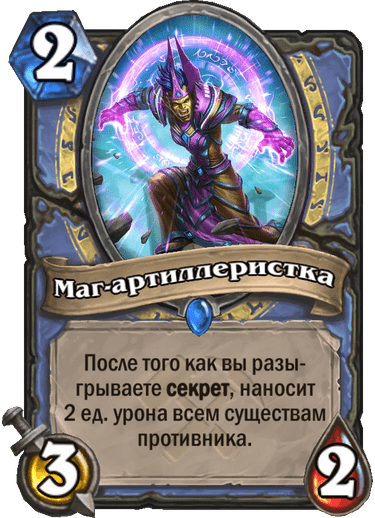 2
Маг-артиллеристка
После того как вы разы-
грываете секрет, наносит
2 ед. урона всем существам
противника.
3
2